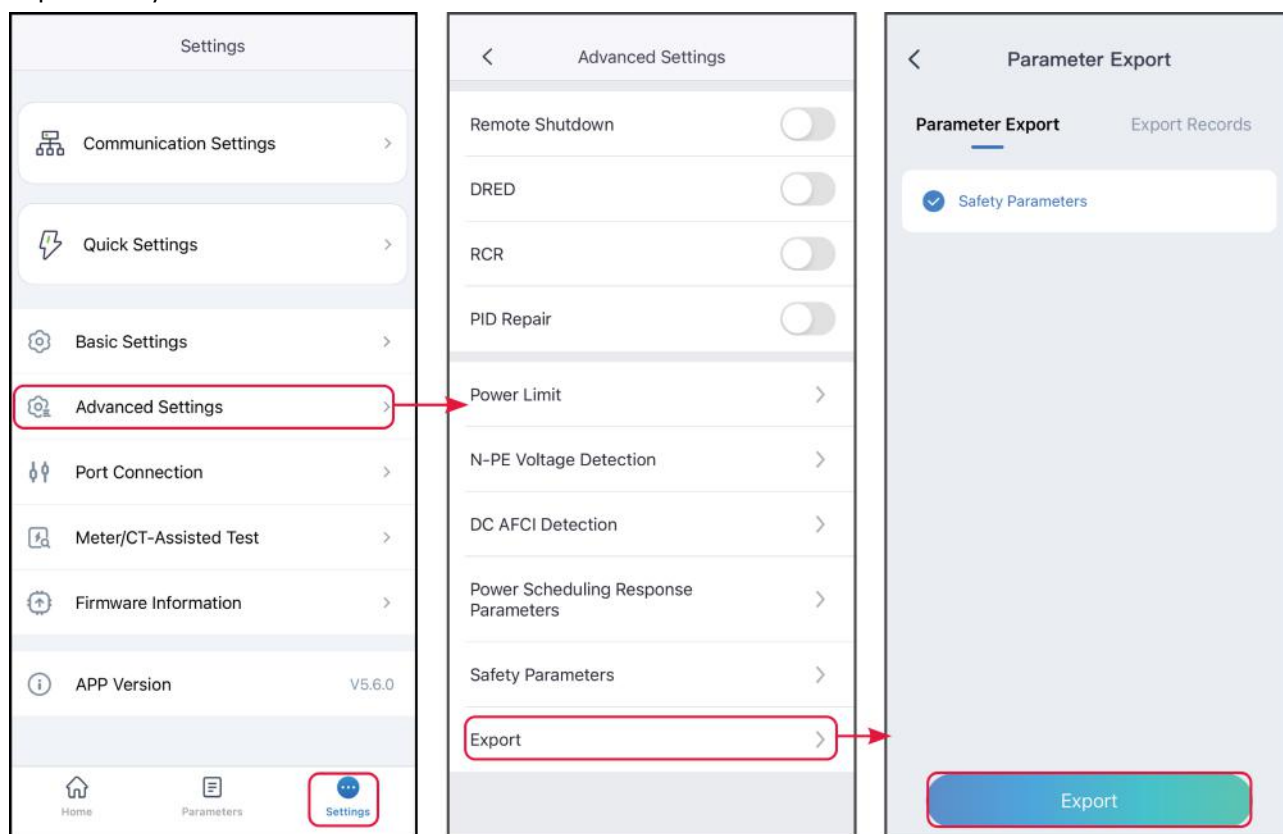 Settings
Communication Settings
Quick Settings
Basic Settings
Advanced Settings
Port Connection
Meter/CT-Assisted Test
Firmware Information
APP Version V5.6.0
Home Parameters Settings
Advanced Settings
Remote Shutdown
DRED
RCR
PID Repair
Power Limit
N-PE Voltage Detection
DC AFCI Detection
Power Scheduling Response
Parameters
Safety Parameters
Export
Parameter Export
Parameter Export Export Records
Safety Parameters
Export